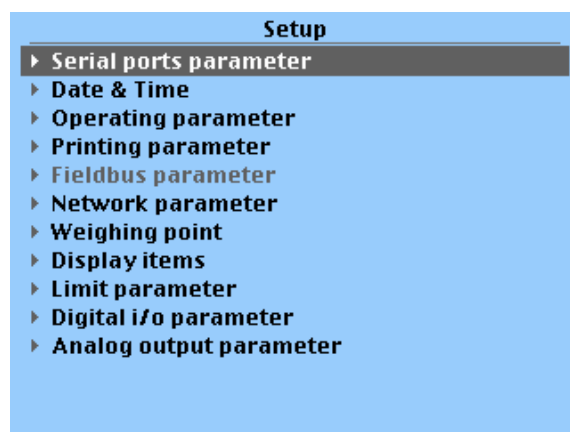 Setup
Serial ports parameter
Date & Time
Operating parameter
Printing parameter
Fieldbus parameter
Network parameter
Weighing point
Display items
Limit parameter
Digital i/o parameter
Analog output parameter